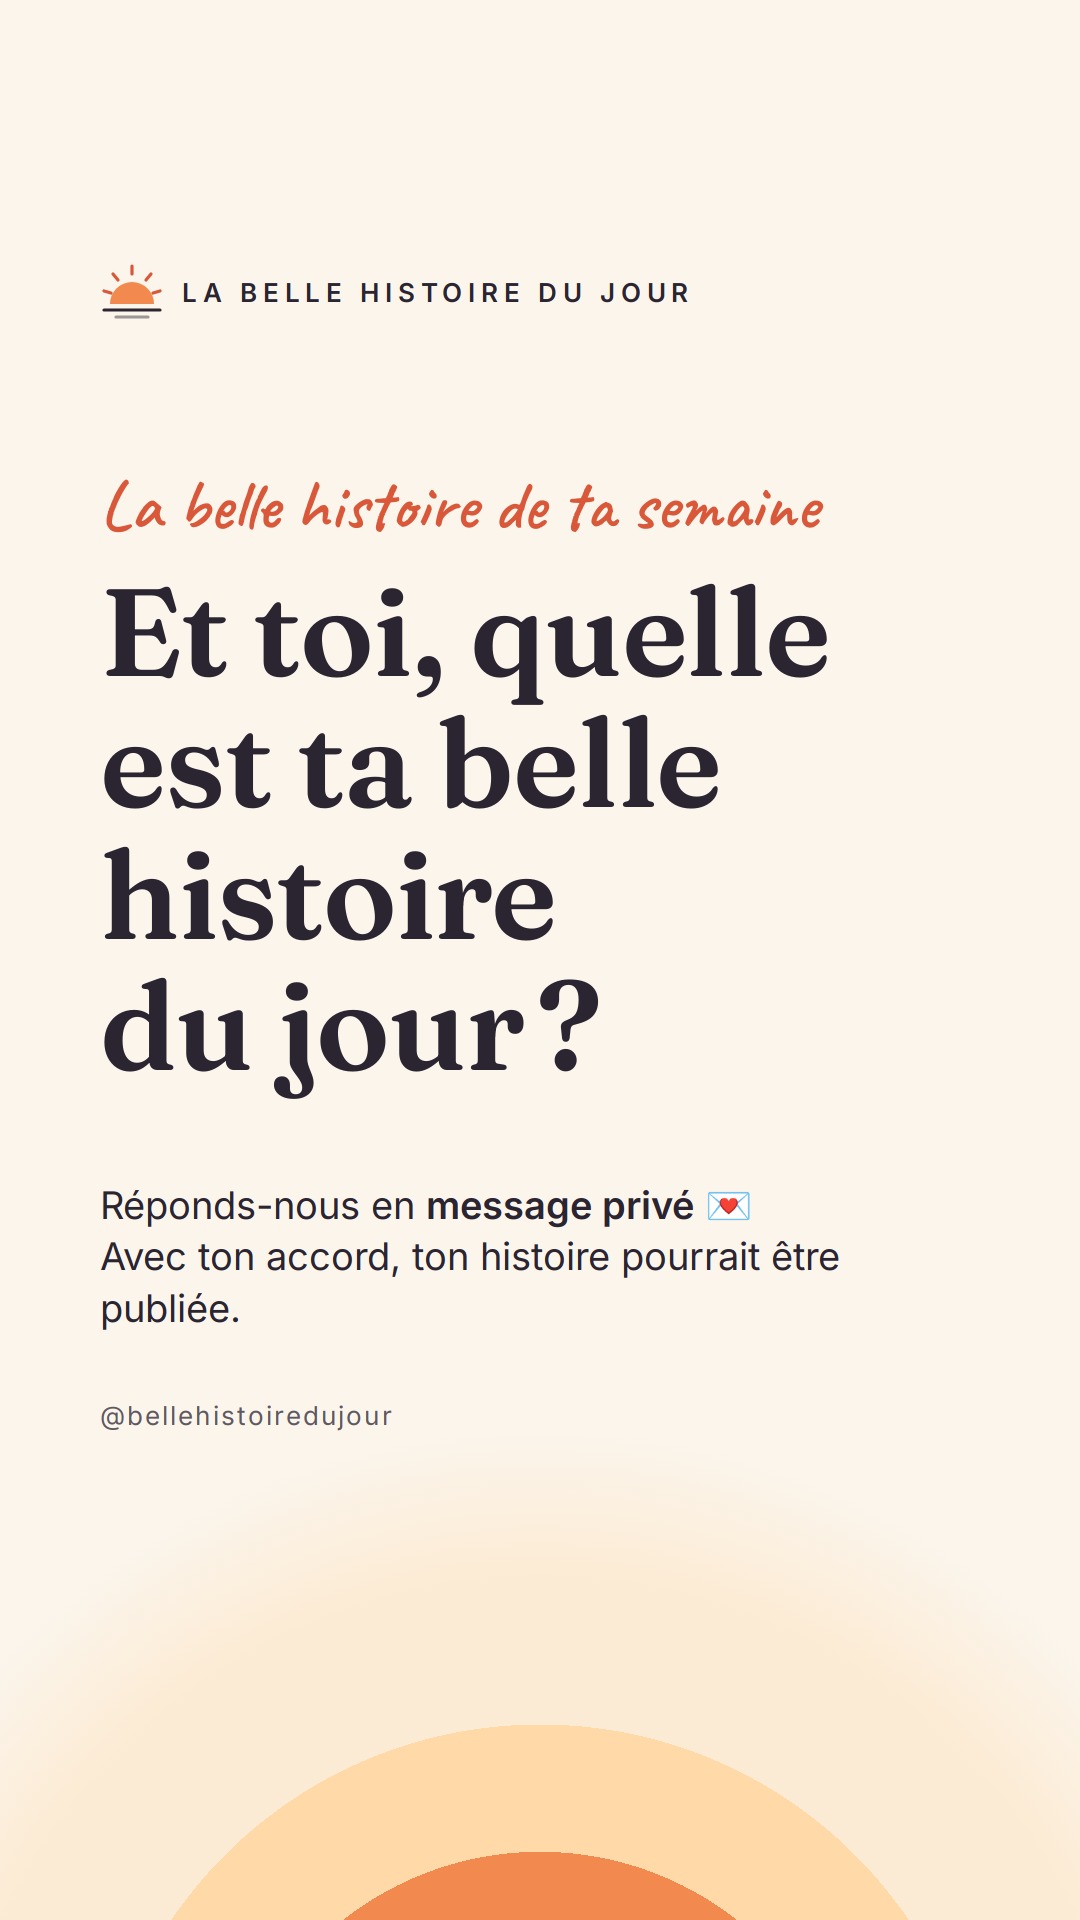 LA BELLE HISTOIRE DU JOUR
La belle histoire de ta semaine
Et toi, quelle
est ta belle
histoire
du jour ?
Réponds-nous en message privé 💌
Avec ton accord, ton histoire pourrait être
publiée.
@bellehistoiredujour